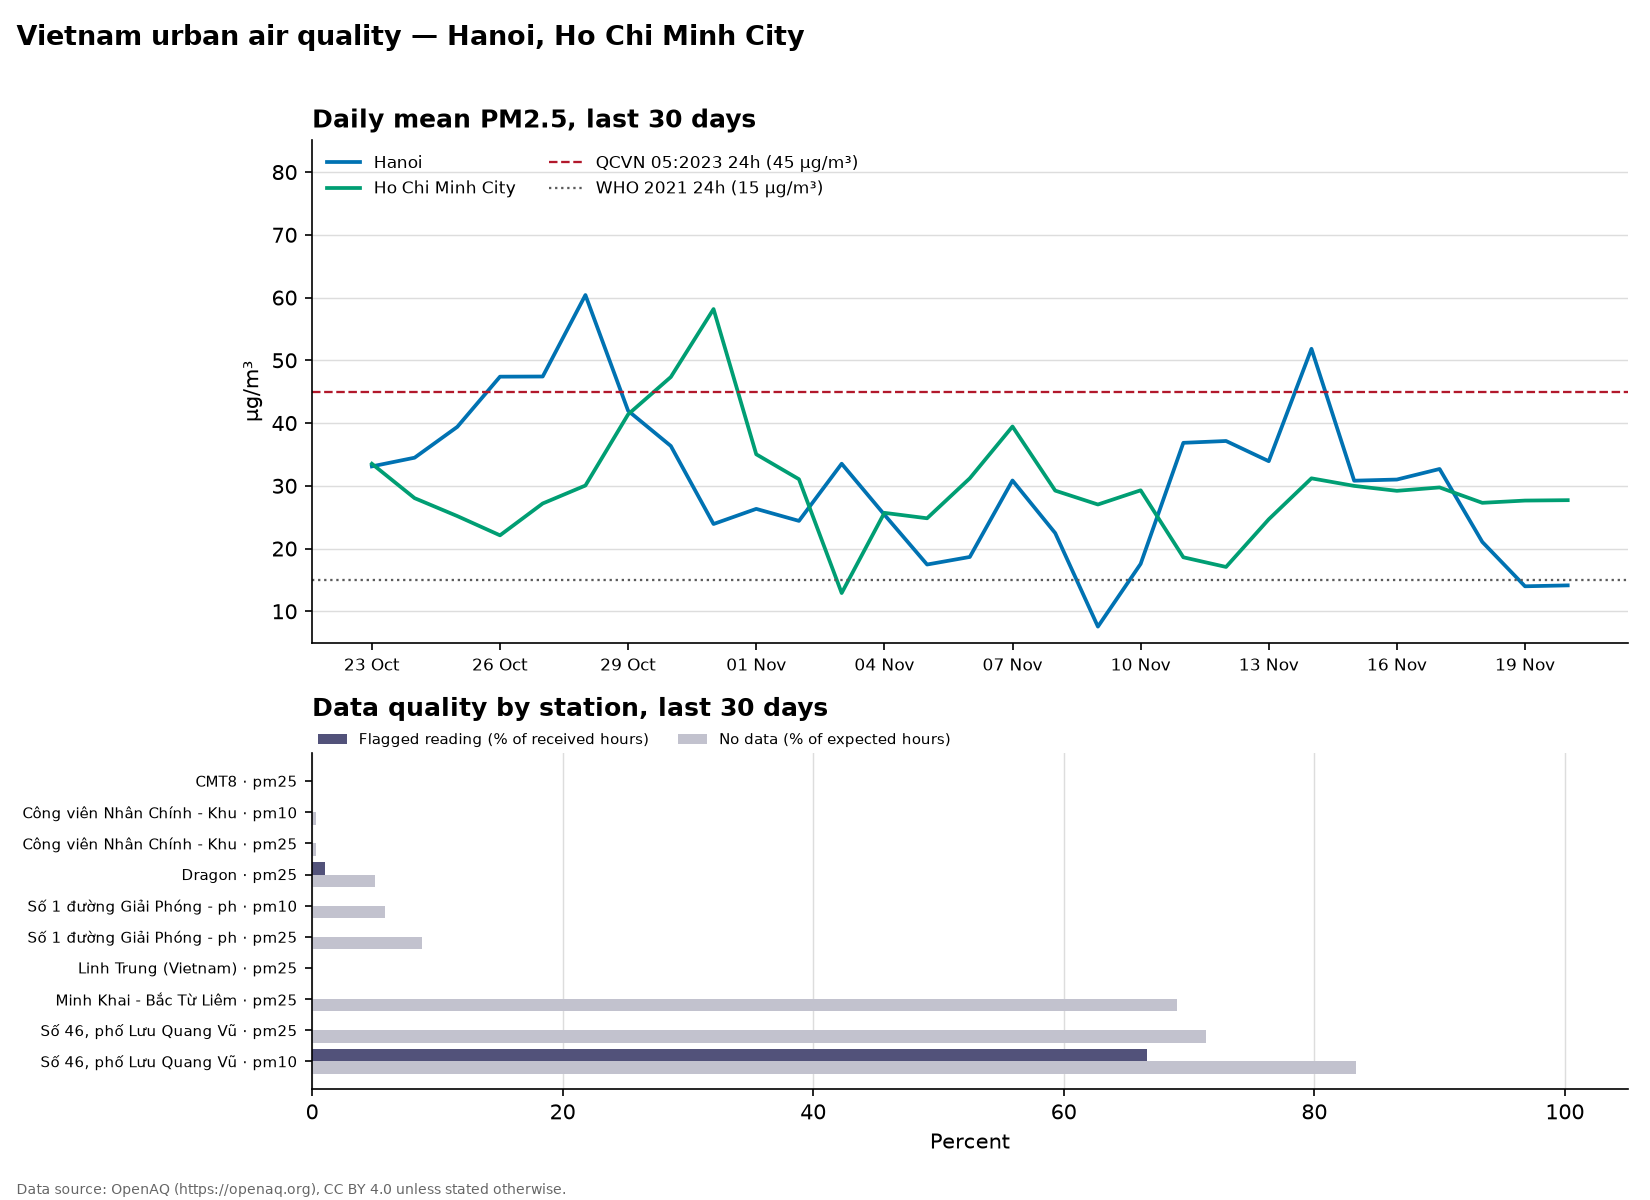 Vietnam urban air quality — Hanoi, Ho Chi Minh City
Daily mean PM2.5, last 30 days
Hanoi
Ho Chi Minh City
QCVN 05:2023 24h (45 µg/m³)
WHO 2021 24h (15 µg/m³)
µg/m³
80
70
60
50
40
30
20
10
23 Oct 26 Oct 29 Oct 01 Nov 04 Nov 07 Nov 10 Nov 13 Nov 16 Nov 19 Nov
Data quality by station, last 30 days
Flagged reading (% of received hours) No data (% of expected hours)
CMT8 · pm25
Công viên Nhân Chính - Khu · pm10
Công viên Nhân Chính - Khu · pm25
Dragon · pm25
Số 1 đường Giải Phóng - ph · pm10
Số 1 đường Giải Phóng - ph · pm25
Linh Trung (Vietnam) · pm25
Minh Khai - Bắc Từ Liêm · pm25
Số 46, phố Lưu Quang Vũ · pm25
Số 46, phố Lưu Quang Vũ · pm10
0 20 40 60 80 100
Percent
Data source: OpenAQ (https://openaq.org), CC BY 4.0 unless stated otherwise.